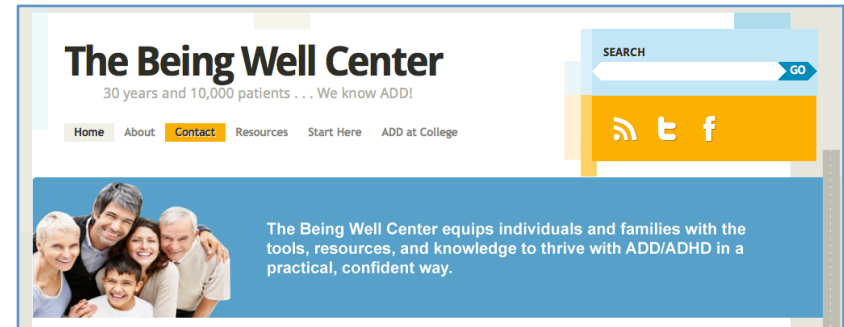 The Being Well Center
30 years and 10,000 patients . . . We know ADD!
SEARCH
GO
Home About Contact Resources Start Here ADD at College
The Being Well Center equips individuals and families with the
tools, resources, and knowledge to thrive with ADD/ADHD in a
practical, confident way.